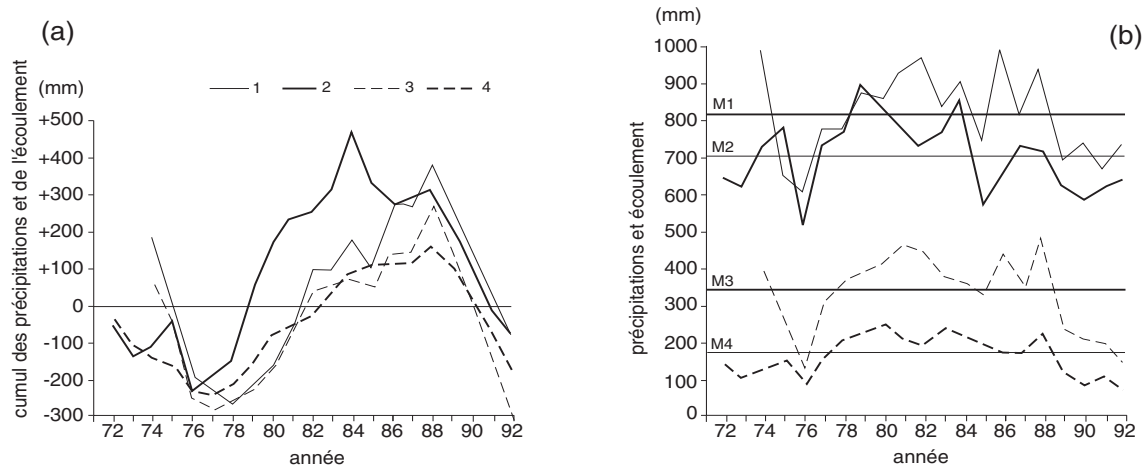 (a)
(mm)
1 2 3 4
cumul des précipitations et de l'écoulement
+500
+400
+300
+200
+100
0
-100
-200
-300
72 74 76 78 80 82 84 86 88 90 92
année
(b)
(mm)
précipitations et écoulement
1000
900
800
700
600
500
400
300
200
100
0
M1
M2
M3
M4
72 74 76 78 80 82 84 86 88 90 92
année